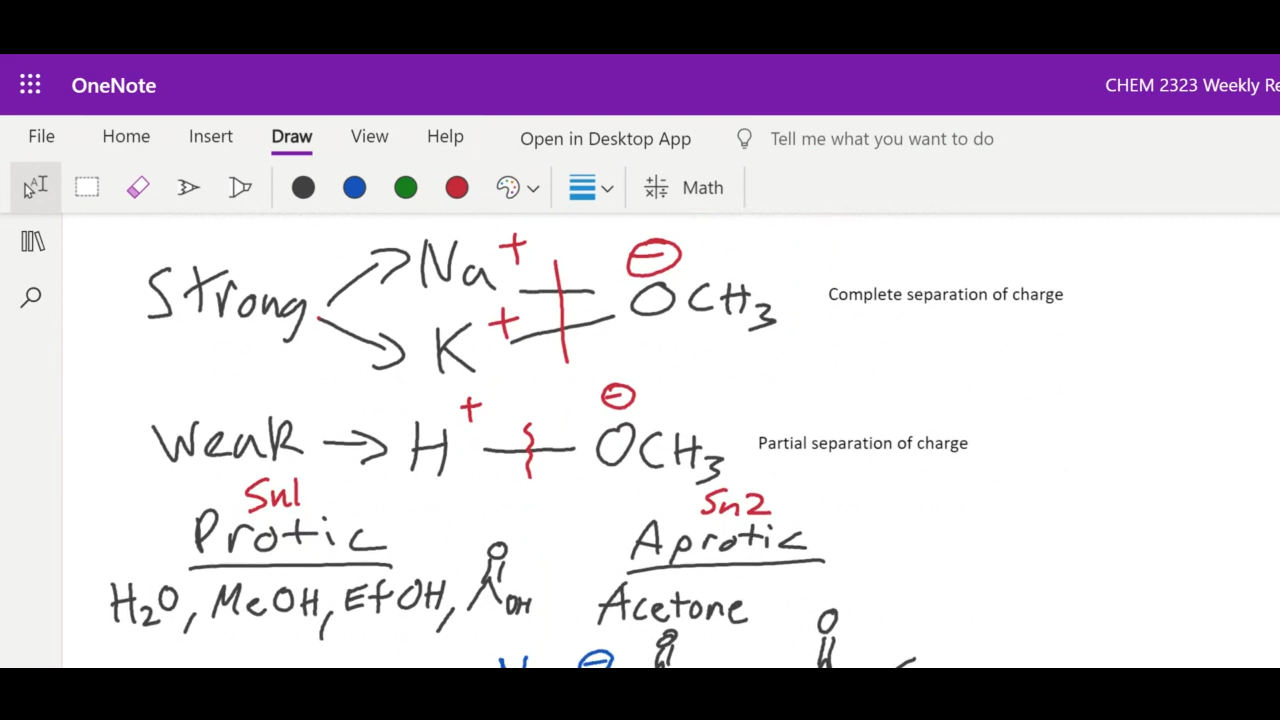 OneNote
CHEM 2323 Weekly Re
File Home Insert Draw View Help Open in Desktop App Tell me what you want to do
Math
Strong Na+ ⊖
K+ OCH3 Complete separation of charge
Weak → H+ ⊖ OCH3 Partial separation of charge
Sn1 Sn2
Protic Aprotic
H2O, MeOH, EtOH, O OH Acetone
O O